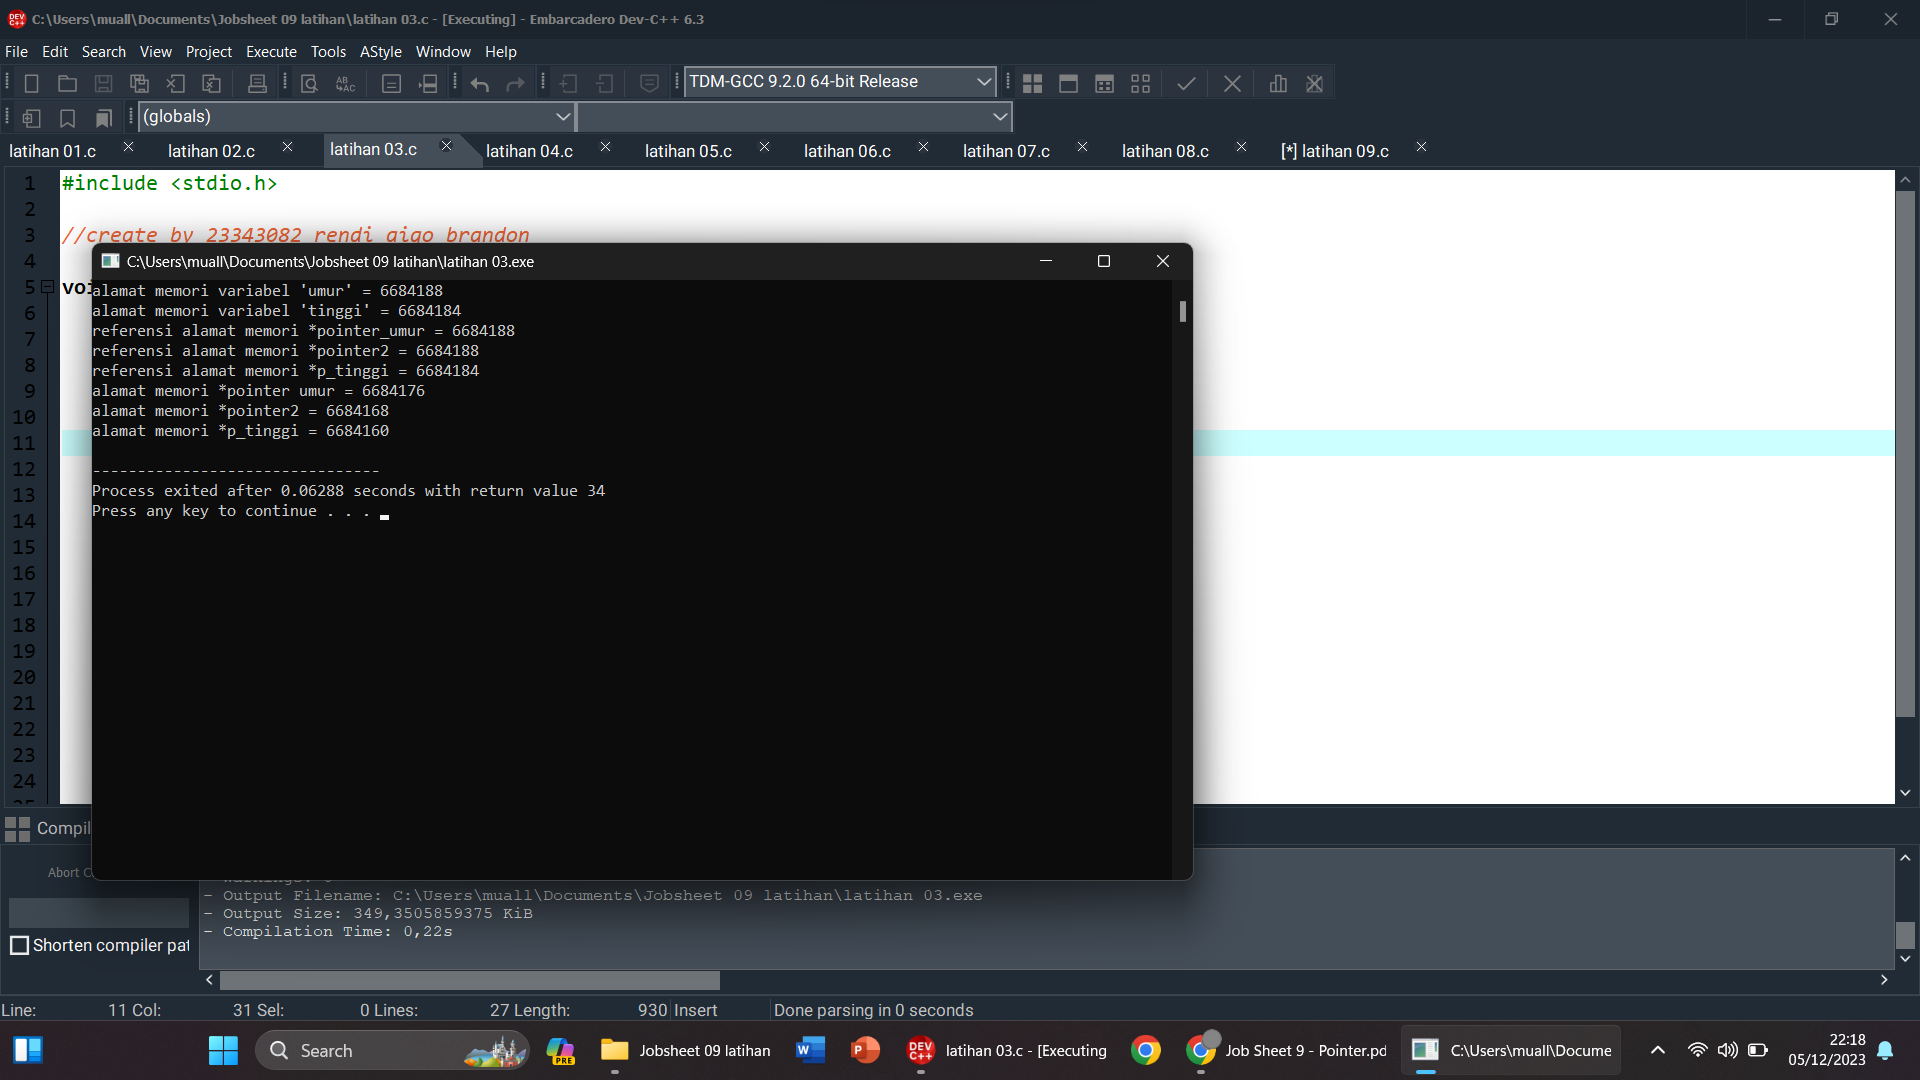 C:\Users\muall\Documents\Jobsheet 09 latihan\latihan 03.c - [Executing] - Embarcadero Dev-C++ 6.3
File Edit Search View Project Execute Tools AStyle Window Help
TDM-GCC 9.2.0 64-bit Release
(globals)
latihan 01.c latihan 02.c latihan 03.c latihan 04.c latihan 05.c latihan 06.c latihan 07.c latihan 08.c [*] latihan 09.c
1 #include <stdio.h>
2
3 //create by 23343082 rendi aigo brandon
4
5 voi
6
7
8
9
10
11
12
13
14
15
16
17
18
19
20
21
22
23
24
C:\Users\muall\Documents\Jobsheet 09 latihan\latihan 03.exe
alamat memori variabel 'umur' = 6684188
alamat memori variabel 'tinggi' = 6684184
referensi alamat memori *pointer_umur = 6684188
referensi alamat memori *pointer2 = 6684188
referensi alamat memori *p_tinggi = 6684184
alamat memori *pointer umur = 6684176
alamat memori *pointer2 = 6684168
alamat memori *p_tinggi = 6684160
--------------------------------
Process exited after 0.06288 seconds with return value 34
Press any key to continue . . .
Compil
Abort C
Shorten compiler pat
- Output Filename: C:\Users\muall\Documents\Jobsheet 09 latihan\latihan 03.exe
- Output Size: 349,3505859375 KiB
- Compilation Time: 0,22s
Line: 11 Col: 31 Sel: 0 Lines: 27 Length: 930 Insert Done parsing in 0 seconds
Search
PRE
Jobsheet 09 latihan
latihan 03.c - [Executing
Job Sheet 9 - Pointer.pd
C:\Users\muall\Docume
22:18
05/12/2023